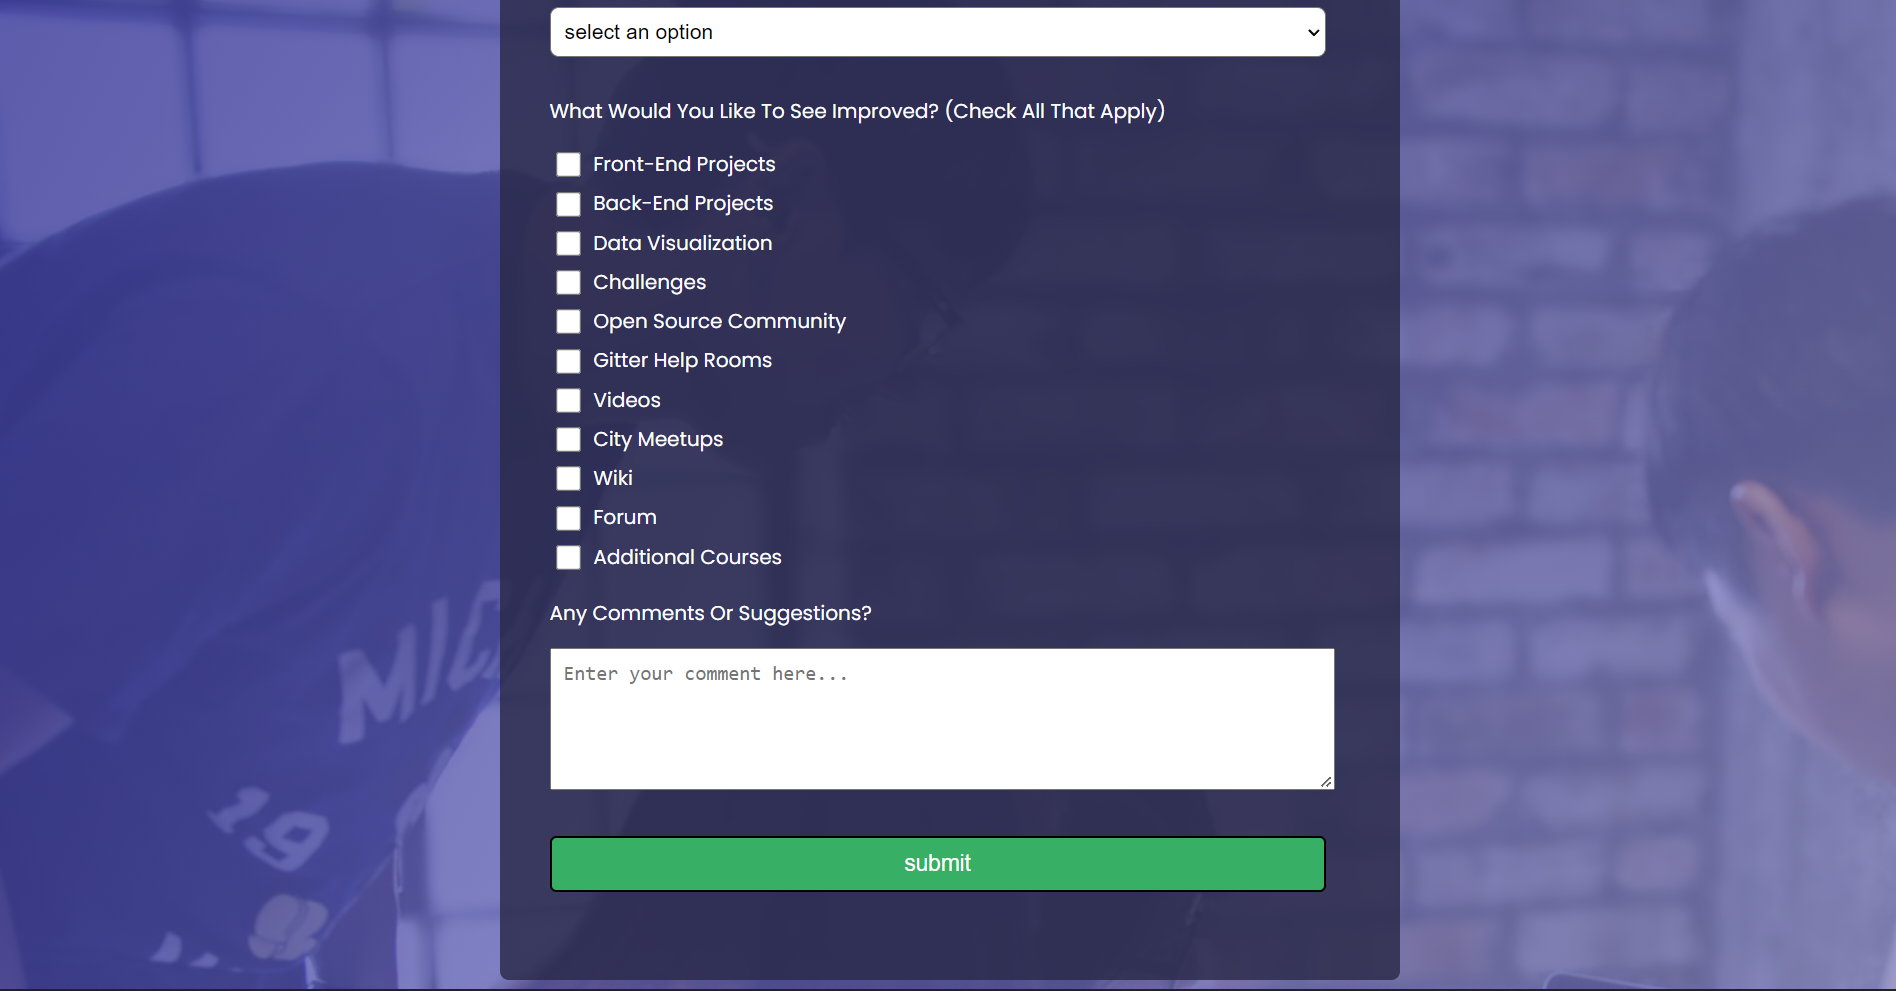 select an option
What Would You Like To See Improved? (Check All That Apply)
Front-End Projects
Back-End Projects
Data Visualization
Challenges
Open Source Community
Gitter Help Rooms
Videos
City Meetups
Wiki
Forum
Additional Courses
Any Comments Or Suggestions?
MIC
19
Enter your comment here...
submit